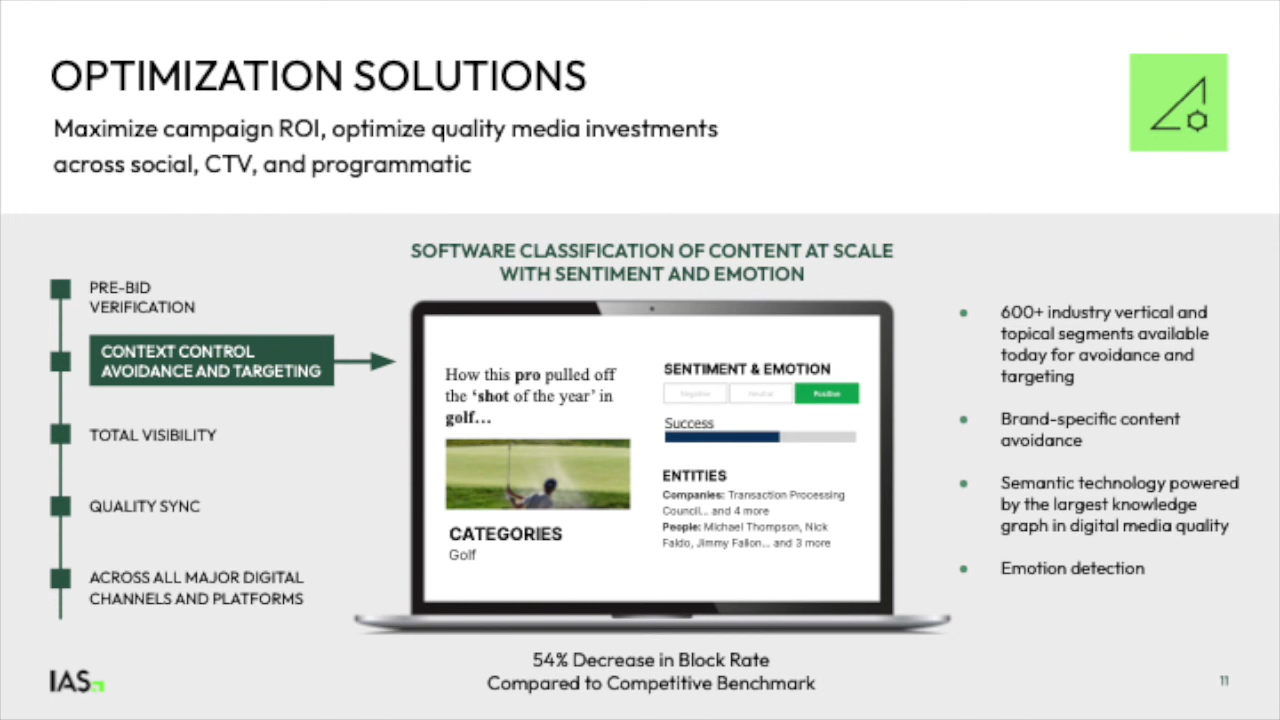 OPTIMIZATION SOLUTIONS
Maximize campaign ROI, optimize quality media investments
across social, CTV, and programmatic
PRE-BID
VERIFICATION
CONTEXT CONTROL
AVOIDANCE AND TARGETING
TOTAL VISIBILITY
QUALITY SYNC
ACROSS ALL MAJOR DIGITAL
CHANNELS AND PLATFORMS
SOFTWARE CLASSIFICATION OF CONTENT AT SCALE
WITH SENTIMENT AND EMOTION
How this pro pulled off
the ‘shot of the year’ in
golf...
CATEGORIES
Golf
SENTIMENT & EMOTION
Negative Neutral Positive
Success
ENTITIES
Companies: Transaction Processing
Council... and 4 more
People: Michael Thompson, Nick
Faldo, Jimmy Fallon... and 3 more
54% Decrease in Block Rate
Compared to Competitive Benchmark
600+ industry vertical and
topical segments available
today for avoidance and
targeting
Brand-specific content
avoidance
Semantic technology powered
by the largest knowledge
graph in digital media quality
Emotion detection
IAS
11